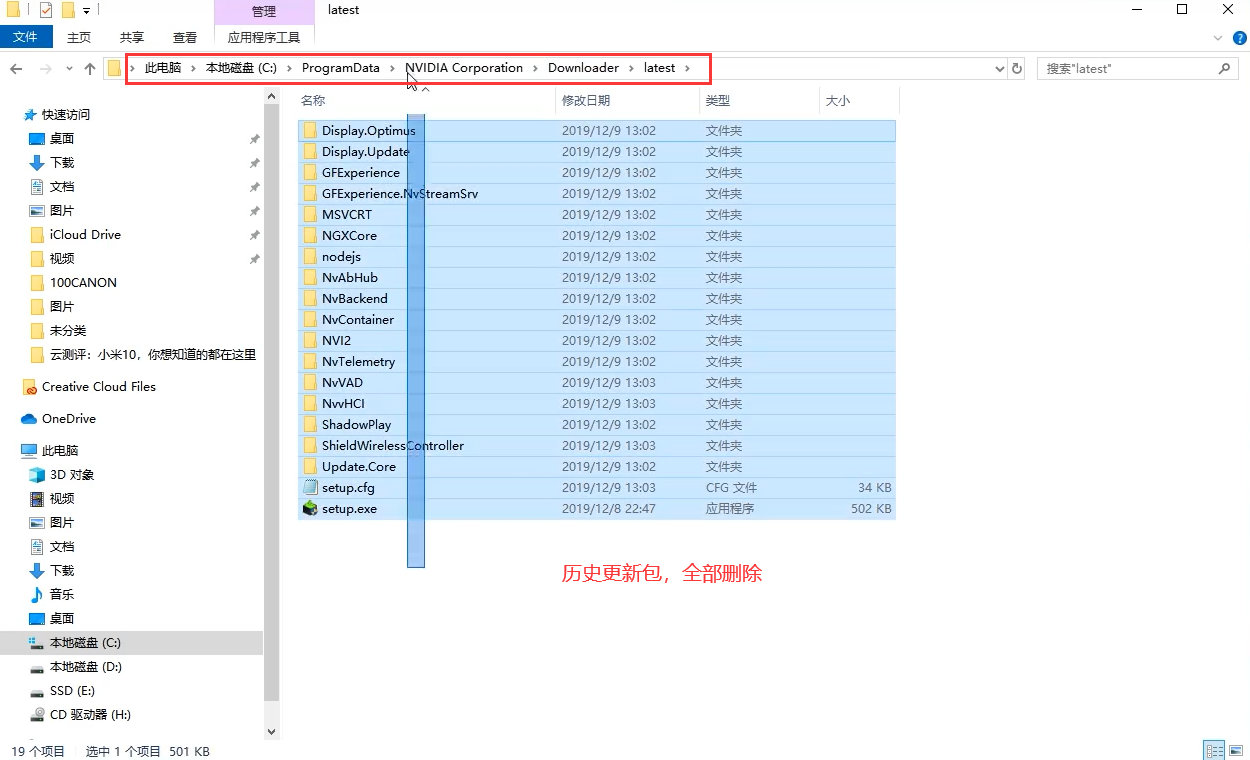 管理
latest
文件
主页
共享
查看
应用程序工具
此电脑 本地磁盘 (C:) ProgramData NVIDIA Corporation Downloader latest
搜索"latest"
快速访问
桌面
下载
文档
图片
iCloud Drive
视频
100CANON
图片
未分类
云测评：小米10，你想知道的都在这里
Creative Cloud Files
OneDrive
此电脑
3D 对象
视频
图片
文档
下载
音乐
桌面
本地磁盘 (C:)
本地磁盘 (D:)
SSD (E:)
CD 驱动器 (H:)
名称 修改日期 类型 大小
Display.Optimus 2019/12/9 13:02 文件夹
Display.Update 2019/12/9 13:02 文件夹
GFExperience 2019/12/9 13:02 文件夹
GFExperience.NvStreamSrv 2019/12/9 13:02 文件夹
MSVCRT 2019/12/9 13:02 文件夹
NGXCore 2019/12/9 13:02 文件夹
nodejs 2019/12/9 13:02 文件夹
NvAbHub 2019/12/9 13:02 文件夹
NvBackend 2019/12/9 13:02 文件夹
NvContainer 2019/12/9 13:02 文件夹
NVI2 2019/12/9 13:02 文件夹
NvTelemetry 2019/12/9 13:02 文件夹
NvVAD 2019/12/9 13:03 文件夹
NvvHCI 2019/12/9 13:03 文件夹
ShadowPlay 2019/12/9 13:02 文件夹
ShieldWirelessController 2019/12/9 13:03 文件夹
Update.Core 2019/12/9 13:02 文件夹
setup.cfg 2019/12/9 13:03 CFG 文件 34 KB
setup.exe 2019/12/8 22:47 应用程序 502 KB
历史更新包，全部删除
19 个项目 选中 1 个项目 501 KB